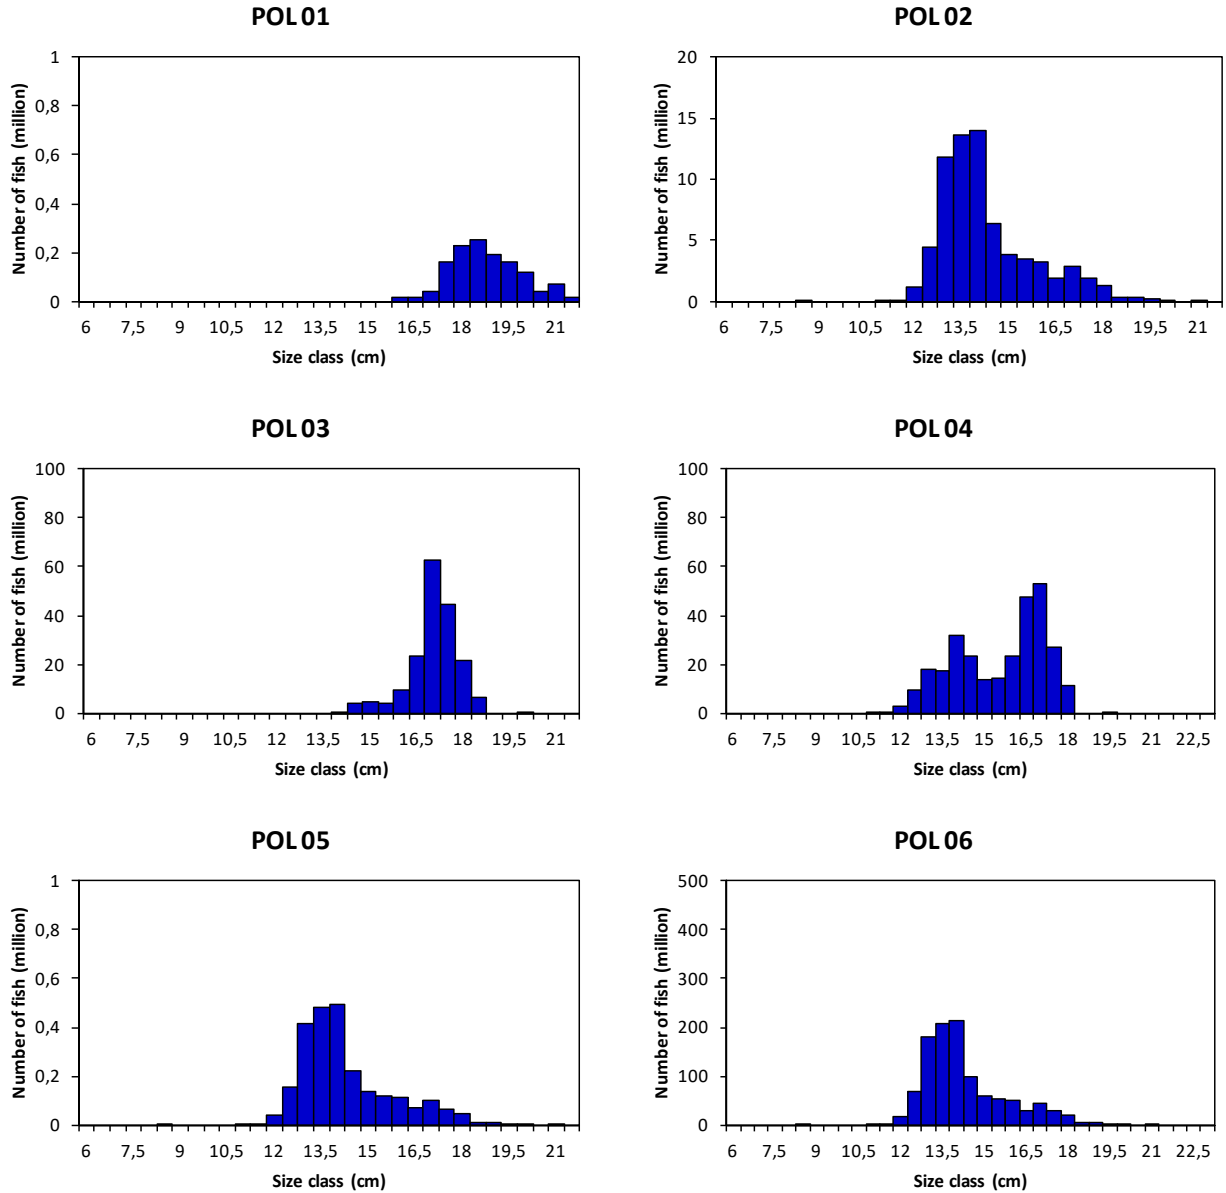 POL 01
1
0,8
0,6
0,4
0,2
0
Number of fish (million)
6 7,5 9 10,5 12 13,5 15 16,5 18 19,5 21
Size class (cm)
POL 02
20
15
10
5
0
Number of fish (million)
6 7,5 9 10,5 12 13,5 15 16,5 18 19,5 21
Size class (cm)
POL 03
100
80
60
40
20
0
Number of fish (million)
6 7,5 9 10,5 12 13,5 15 16,5 18 19,5 21
Size class (cm)
POL 04
100
80
60
40
20
0
Number of fish (million)
6 7,5 9 10,5 12 13,5 15 16,5 18 19,5 21 22,5
Size class (cm)
POL 05
1
0,8
0,6
0,4
0,2
0
Number of fish (million)
6 7,5 9 10,5 12 13,5 15 16,5 18 19,5 21
Size class (cm)
POL 06
500
400
300
200
100
0
Number of fish (million)
6 7,5 9 10,5 12 13,5 15 16,5 18 19,5 21 22,5
Size class (cm)